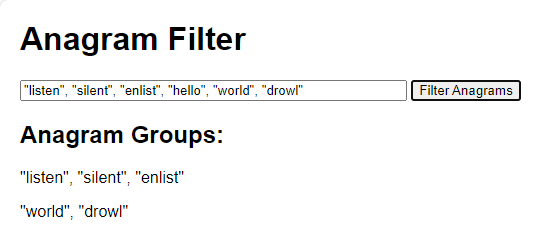 Anagram Filter
"listen", "silent", "enlist", "hello", "world", "drowl" Filter Anagrams
Anagram Groups:
"listen", "silent", "enlist"
"world", "drowl"